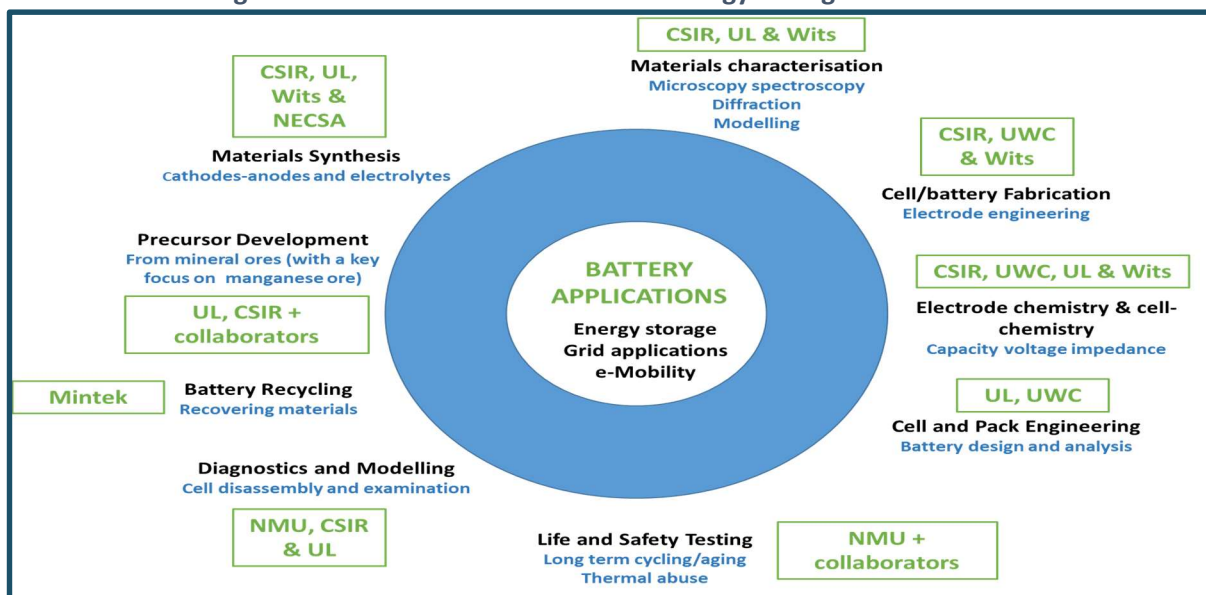 CSIR, UL & Wits
Materials characterisation
Microscopy spectroscopy
Diffraction
Modelling
CSIR, UL,
Wits &
NECSA
Materials Synthesis
Cathodes-anodes and electrolytes
CSIR, UWC
& Wits
Cell/battery Fabrication
Electrode engineering
Precursor Development
From mineral ores (with a key
focus on manganese ore)
UL, CSIR +
collaborators
BATTERY
APPLICATIONS
Energy storage
Grid applications
e-Mobility
CSIR, UWC, UL & Wits
Electrode chemistry & cell-
chemistry
Capacity voltage impedance
Mintek
Battery Recycling
Recovering materials
UL, UWC
Cell and Pack Engineering
Battery design and analysis
Diagnostics and Modelling
Cell disassembly and examination
NMU, CSIR
& UL
Life and Safety Testing
Long term cycling/aging
Thermal abuse
NMU +
collaborators